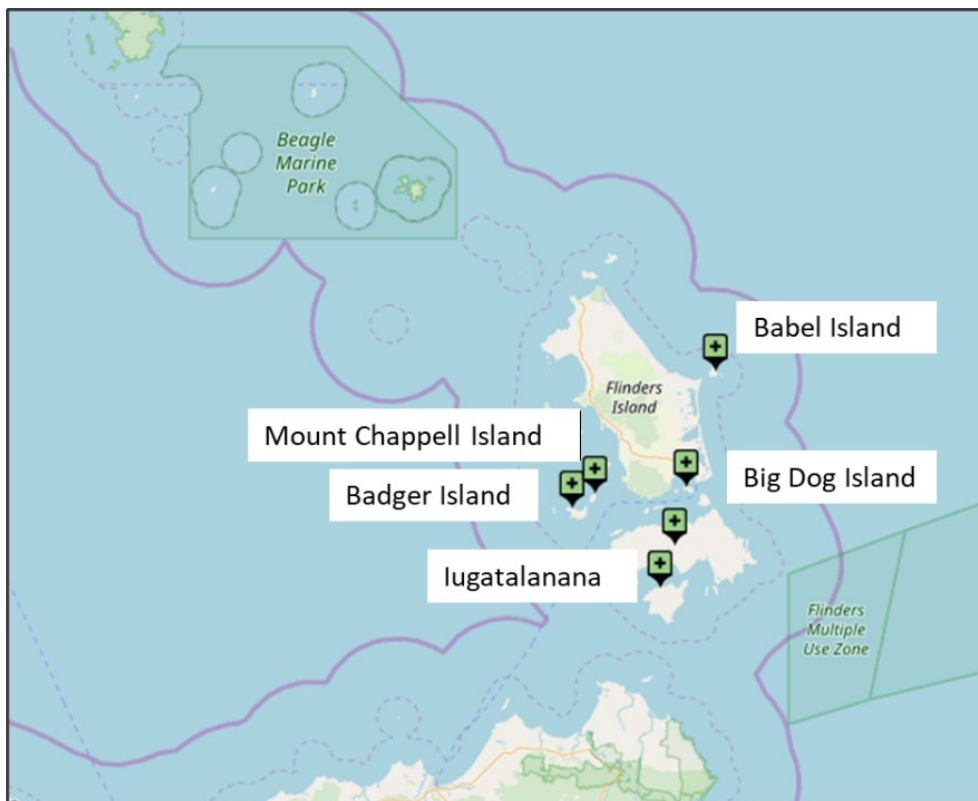 Beagle
Marine
Park
Babel Island
Flinders
Island
Mount Chappell Island
Badger Island
Big Dog Island
Iugatalanana
Flinders
Multiple
Use Zone